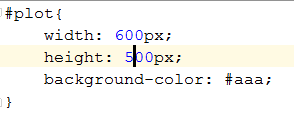 #plot{
    width: 600px;
    height: 500px;
    background-color: #aaa;
}